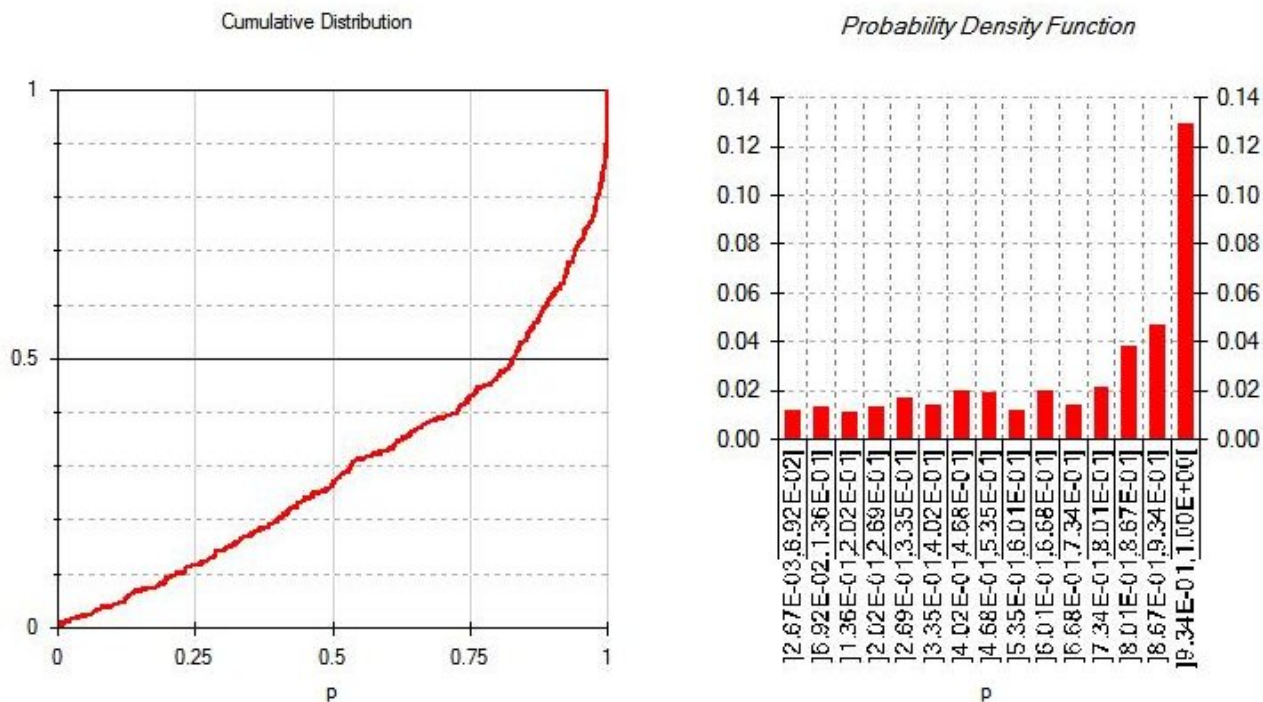 Cumulative Distribution
1
0.5
0
0 0.25 0.5 0.75 1
p
Probability Density Function
0.14 0.14
0.12 0.12
0.10 0.10
0.08 0.08
0.06 0.06
0.04 0.04
0.02 0.02
0.00 0.00
]2.67E-03,6.92E-02]
]6.92E-02,1.36E-01]
]1.36E-01,2.02E-01]
]2.02E-01,2.69E-01]
]2.69E-01,3.35E-01]
]3.35E-01,4.02E-01]
]4.02E-01,4.68E-01]
]4.68E-01,5.35E-01]
]5.35E-01,6.01E-01]
]6.01E-01,6.68E-01]
]6.68E-01,7.34E-01]
]7.34E-01,8.01E-01]
]8.01E-01,8.67E-01]
]8.67E-01,9.34E-01]
]9.34E-01,1.00E+00[
p